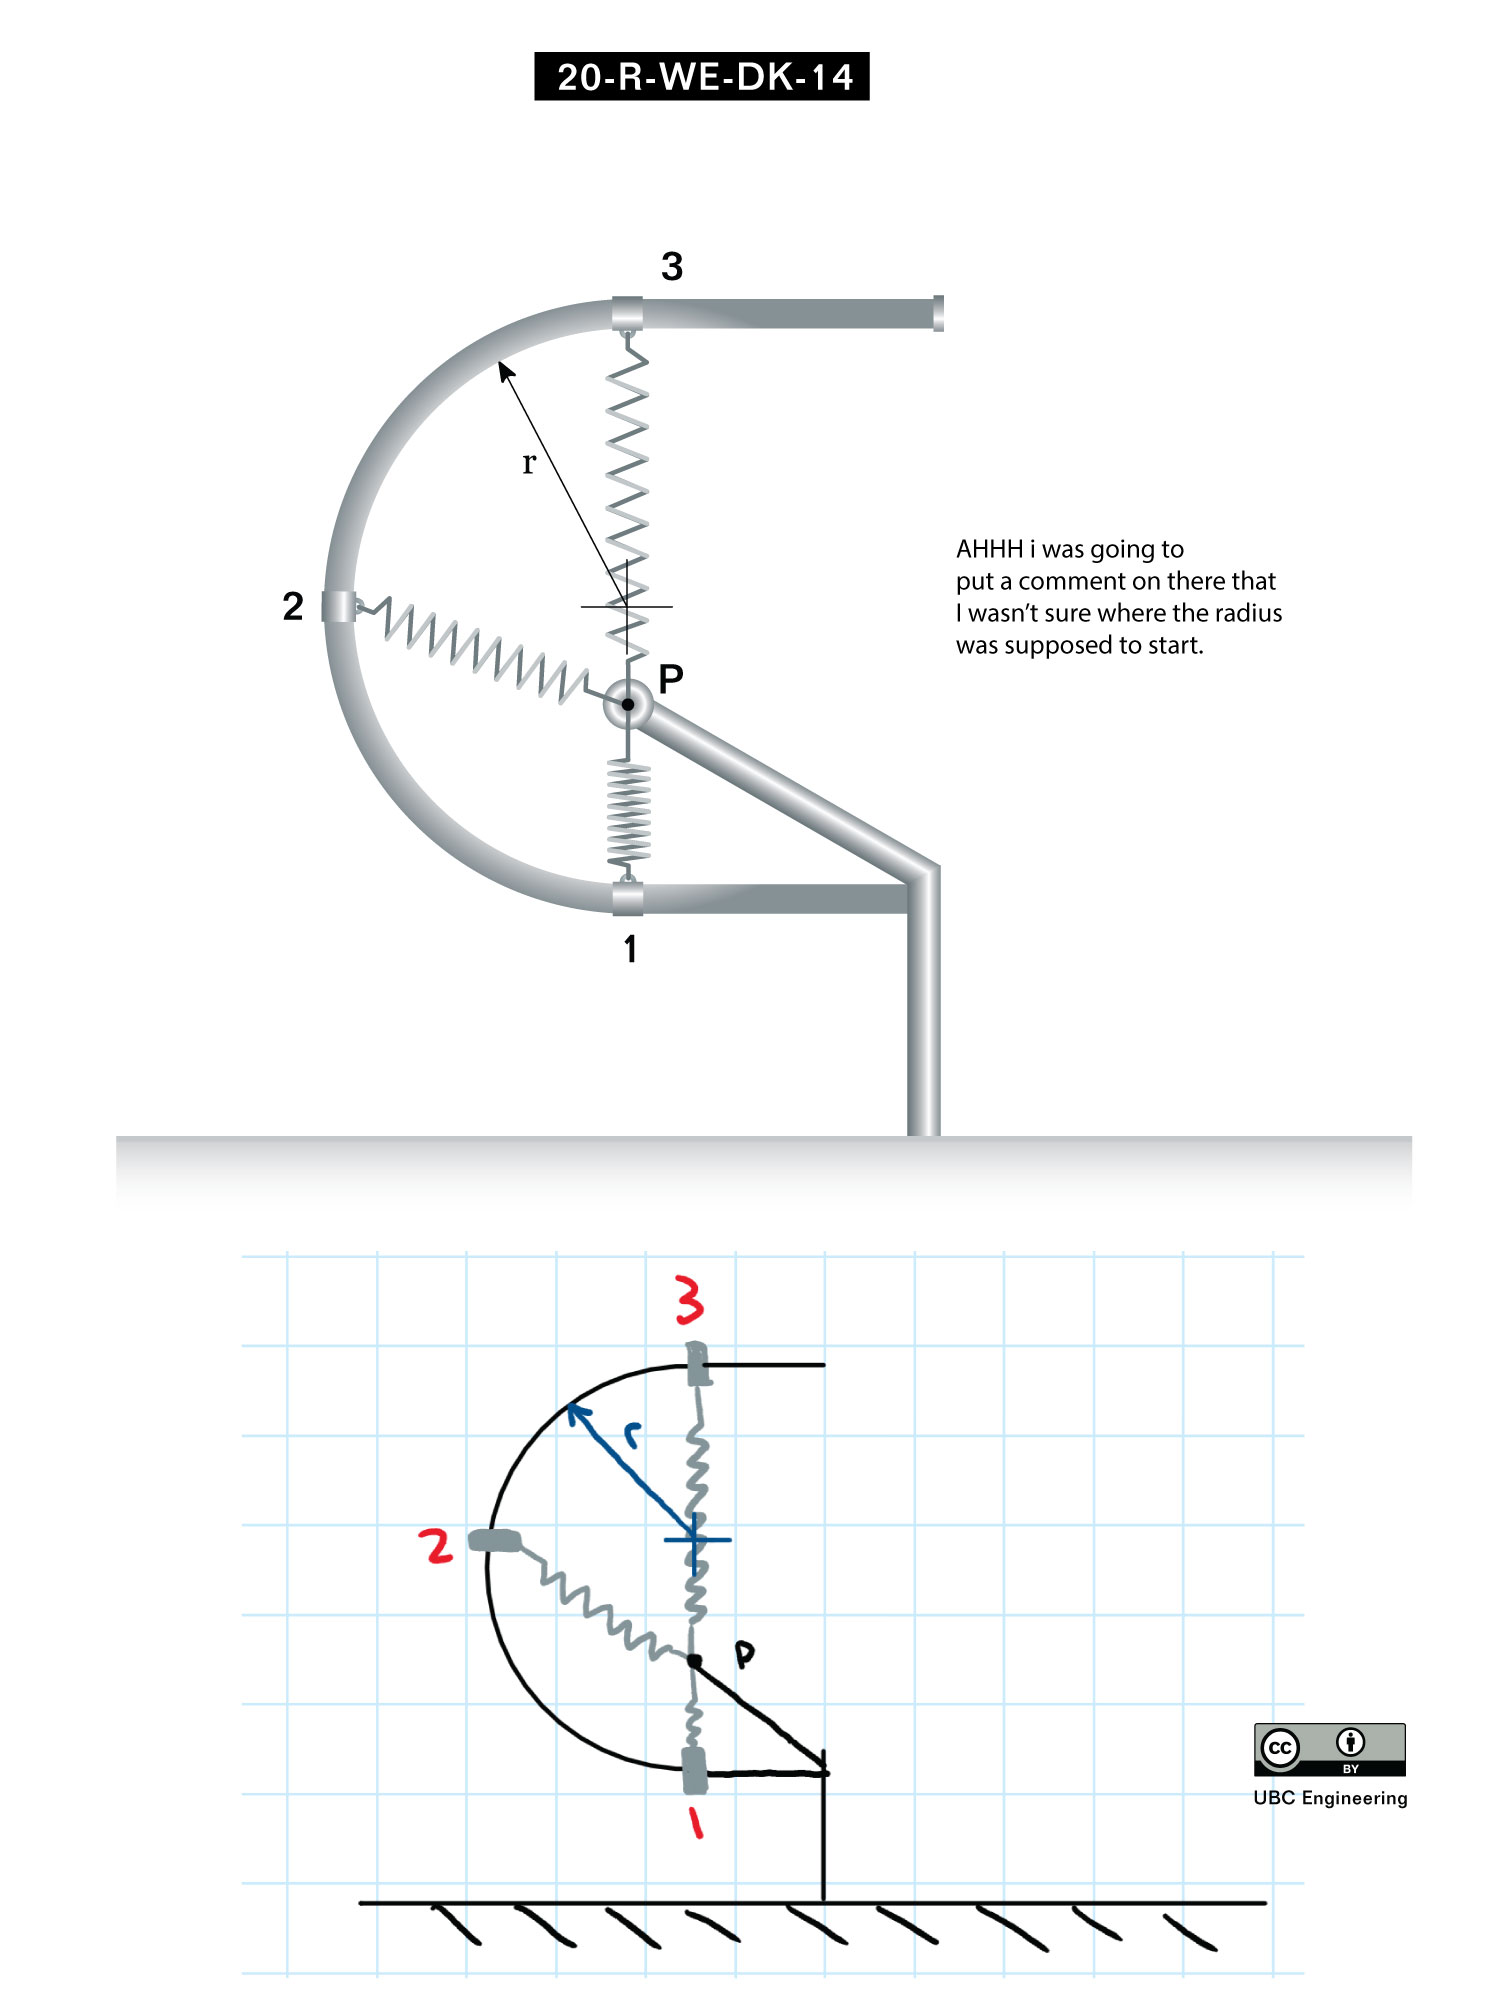 20-R-WE-DK-14
3
r
2
P
AHHH i was going to
put a comment on there that
I wasn't sure where the radius
was supposed to start.
1
3
r
2
P
1
cc
BY
UBC Engineering